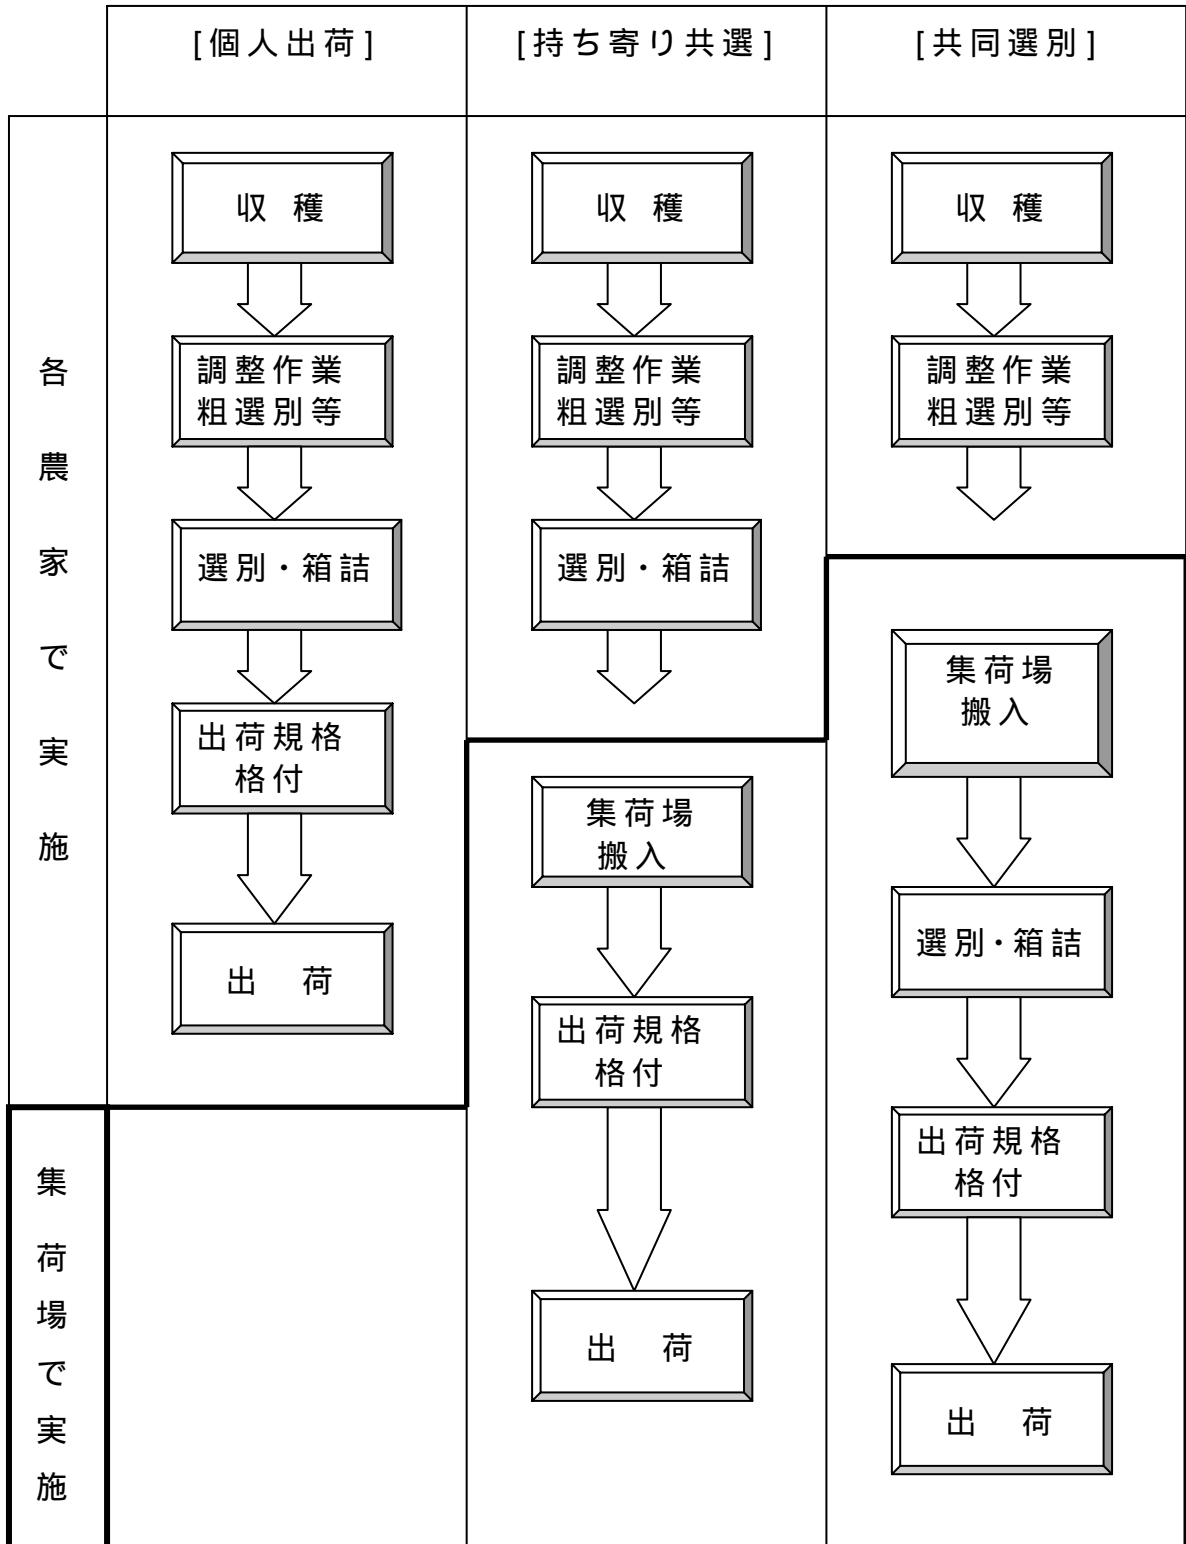 [個人出荷]
[持ち寄り共選]
[共同選別]
各農家で実施
収穫
調整作業
粗選別等
選別・箱詰
出荷規格
格付
出荷
収穫
調整作業
粗選別等
選別・箱詰
集荷場
搬入
出荷規格
格付
出荷
収穫
調整作業
粗選別等
集荷場
搬入
選別・箱詰
出荷規格
格付
出荷
集荷場で実施